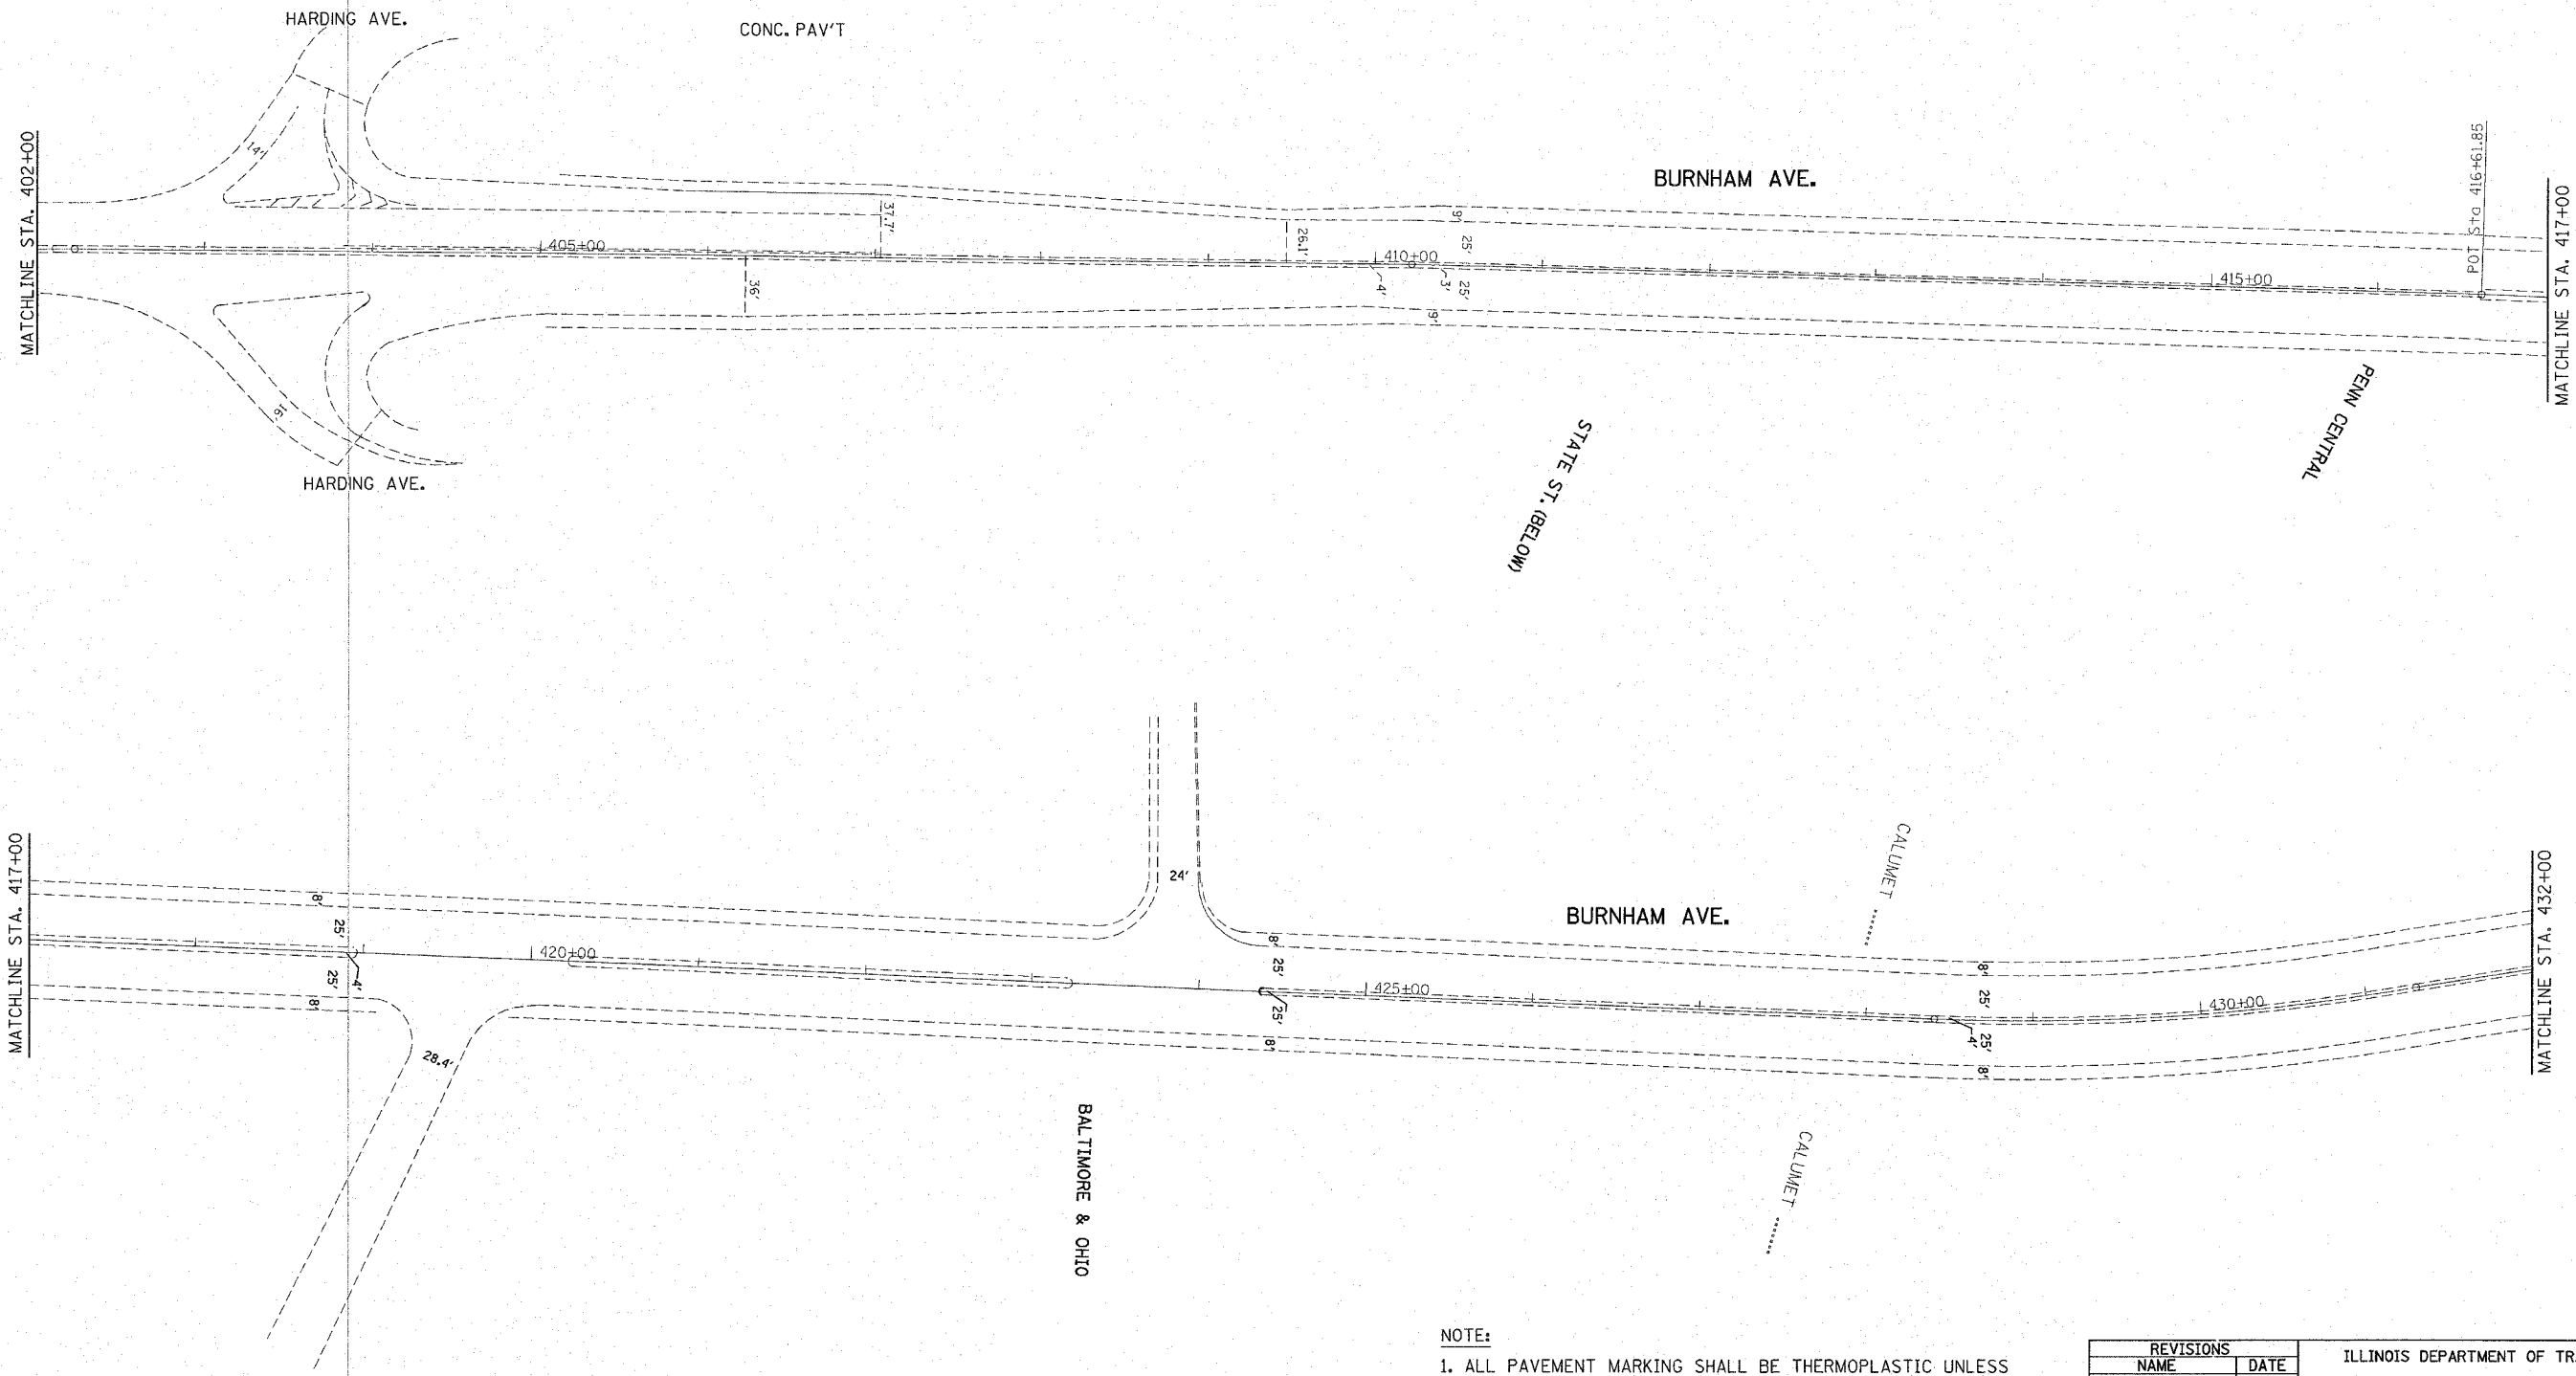 HARDING AVE.
CONC. PAV'T
MATCHLINE STA. 402+00
14'
BURNHAM AVE.
POT Sta 416+61.85
MATCHLINE STA. 417+00
405+00
37.7'
26.1'
410+00
9'
25'
415+00
36'
4'
3'
25'
9'
16'
HARDING AVE.
STATE ST. (BELOW)
PENN CENTRAL
MATCHLINE STA. 417+00
8'
25'
420+00
25'
4'
8'
28.4'
24'
8'
25'
BURNHAM AVE.
CALUMET
425+00
25'
8'
8'
25'
430+00
4'
25'
8'
MATCHLINE STA. 432+00
BALTIMORE & OHIO
CALUMET
NOTE:
1. ALL PAVEMENT MARKING SHALL BE THERMOPLASTIC UNLESS
REVISIONS
NAME DATE
ILLINOIS DEPARTMENT OF TR